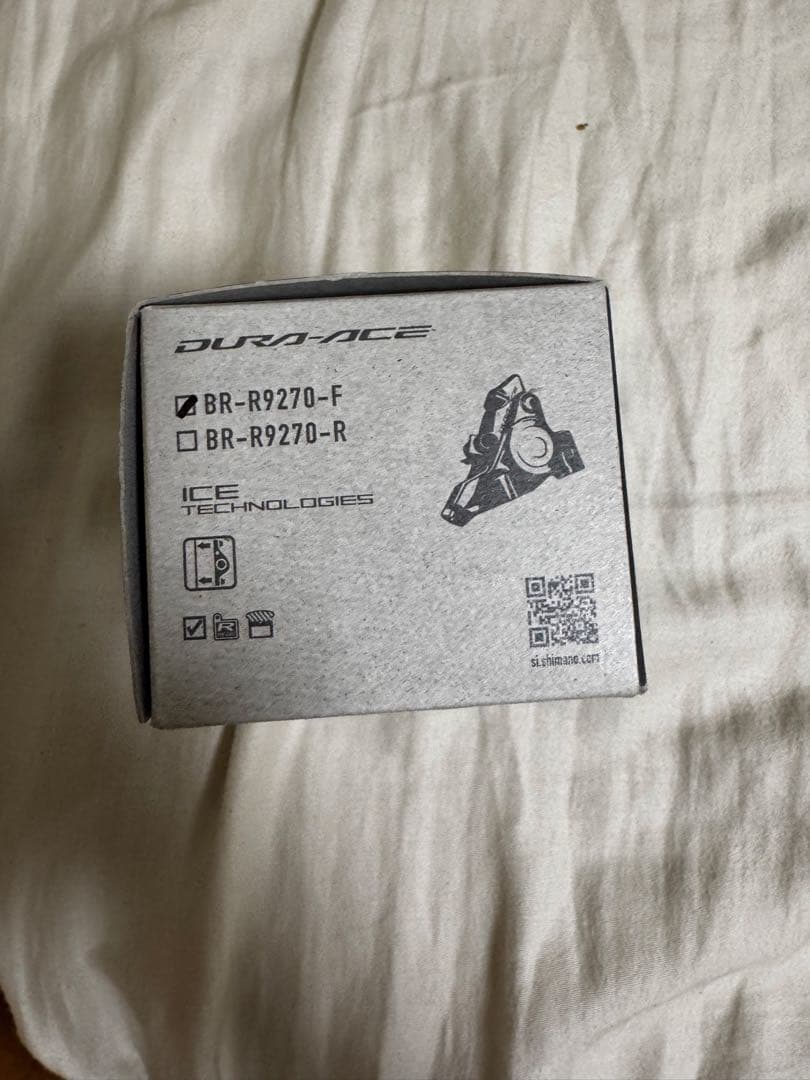 DURA-ACE
BR-R9270-F
BR-R9270-R
ICE
TECHNOLOGIES
si.shimano.com